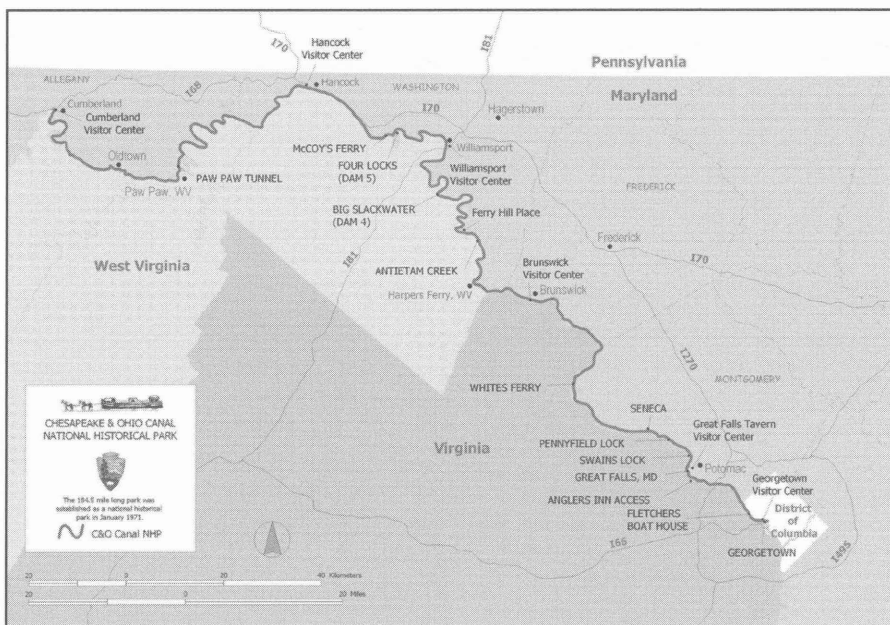 I70
Hancock
Visitor Center
I81
Pennsylvania
ALLEGANY
I68
Hancock
WASHINGTON
Maryland
I70
Hagerstown
Cumberland
Cumberland
Visitor Center
McCOY'S FERRY
Williamsport
FOUR LOCKS
(DAM 5)
Williamsport
Visitor Center
Oldtown
PAW PAW TUNNEL
Paw Paw, WV
FREDERICK
BIG SLACKWATER
(DAM 4)
Ferry Hill Place
Frederick
I70
West Virginia
I81
ANTIETAM CREEK
Brunswick
Visitor Center
Harpers Ferry, WV
Brunswick
I270
MONTGOMERY
WHITES FERRY
SENECA
Great Falls Tavern
Visitor Center
Virginia
PENNYFIELD LOCK
SWAINS LOCK
Potomac
GREAT FALLS, MD
Georgetown
Visitor Center
ANGLERS INN ACCESS
FLETCHERS
BOAT HOUSE
District
of
Columbia
I66
GEORGETOWN
I495
CHESAPEAKE & OHIO CANAL
NATIONAL HISTORICAL PARK
The 184.5 mile long park was
established as a national historical
park in January 1971.
C&O Canal NHP
20 0 20 40 Kilometers
20 0 20 Miles